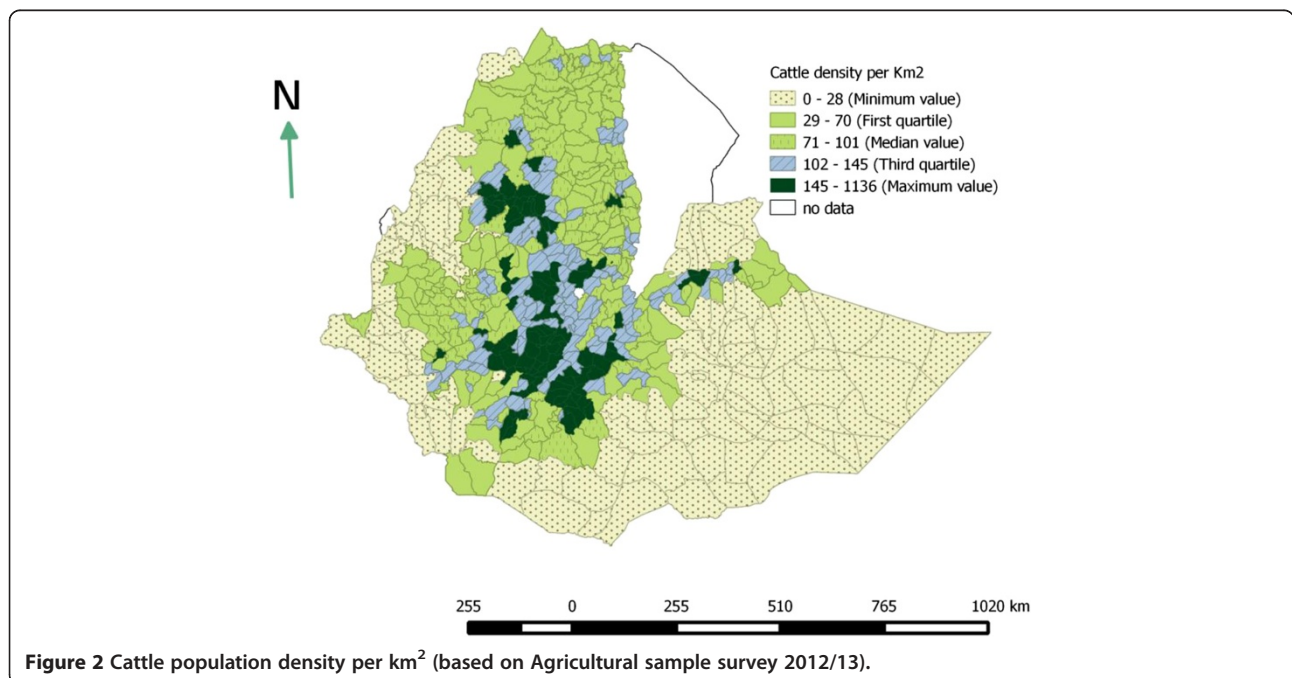 N
Cattle density per Km2
0 - 28 (Minimum value)
29 - 70 (First quartile)
71 - 101 (Median value)
102 - 145 (Third quartile)
145 - 1136 (Maximum value)
no data
255 0 255 510 765 1020 km
Figure 2 Cattle population density per km² (based on Agricultural sample survey 2012/13).